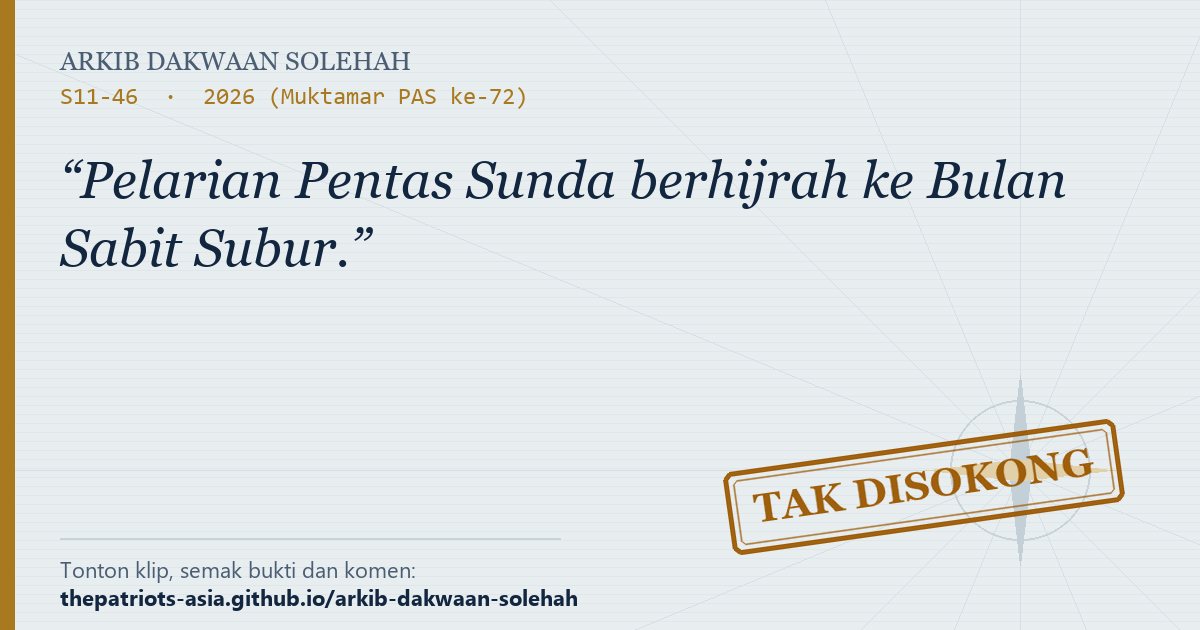 ARKIB DAKWAAN SOLEHAH
S11-46 · 2026 (Muktamar PAS ke-72)
“Pelarian Pentas Sunda berhijrah ke Bulan
Sabit Subur.”
TAK DISOKONG
Tonton klip, semak bukti dan komen:
thepatriots-asia.github.io/arkib-dakwaan-solehah